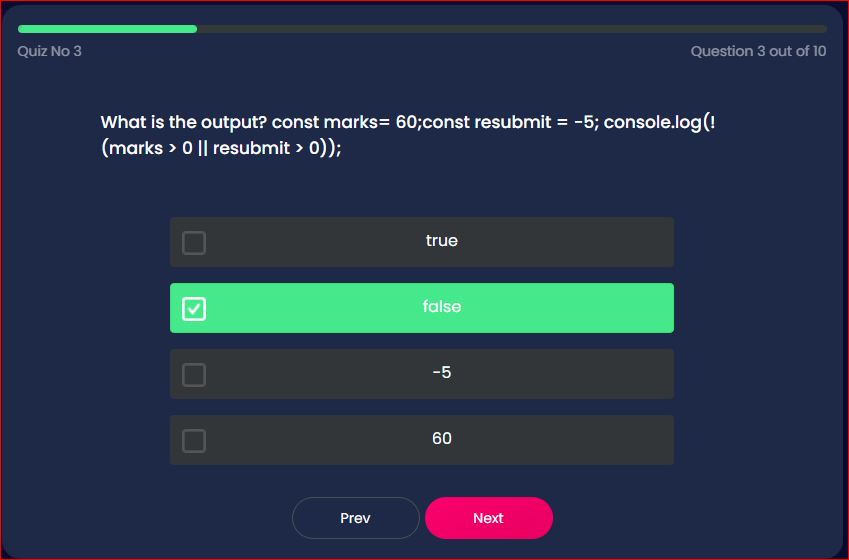 Quiz No 3
Question 3 out of 10
What is the output? const marks= 60;const resubmit = -5; console.log(!
(marks > 0 || resubmit > 0));
true
false
-5
60
Prev
Next